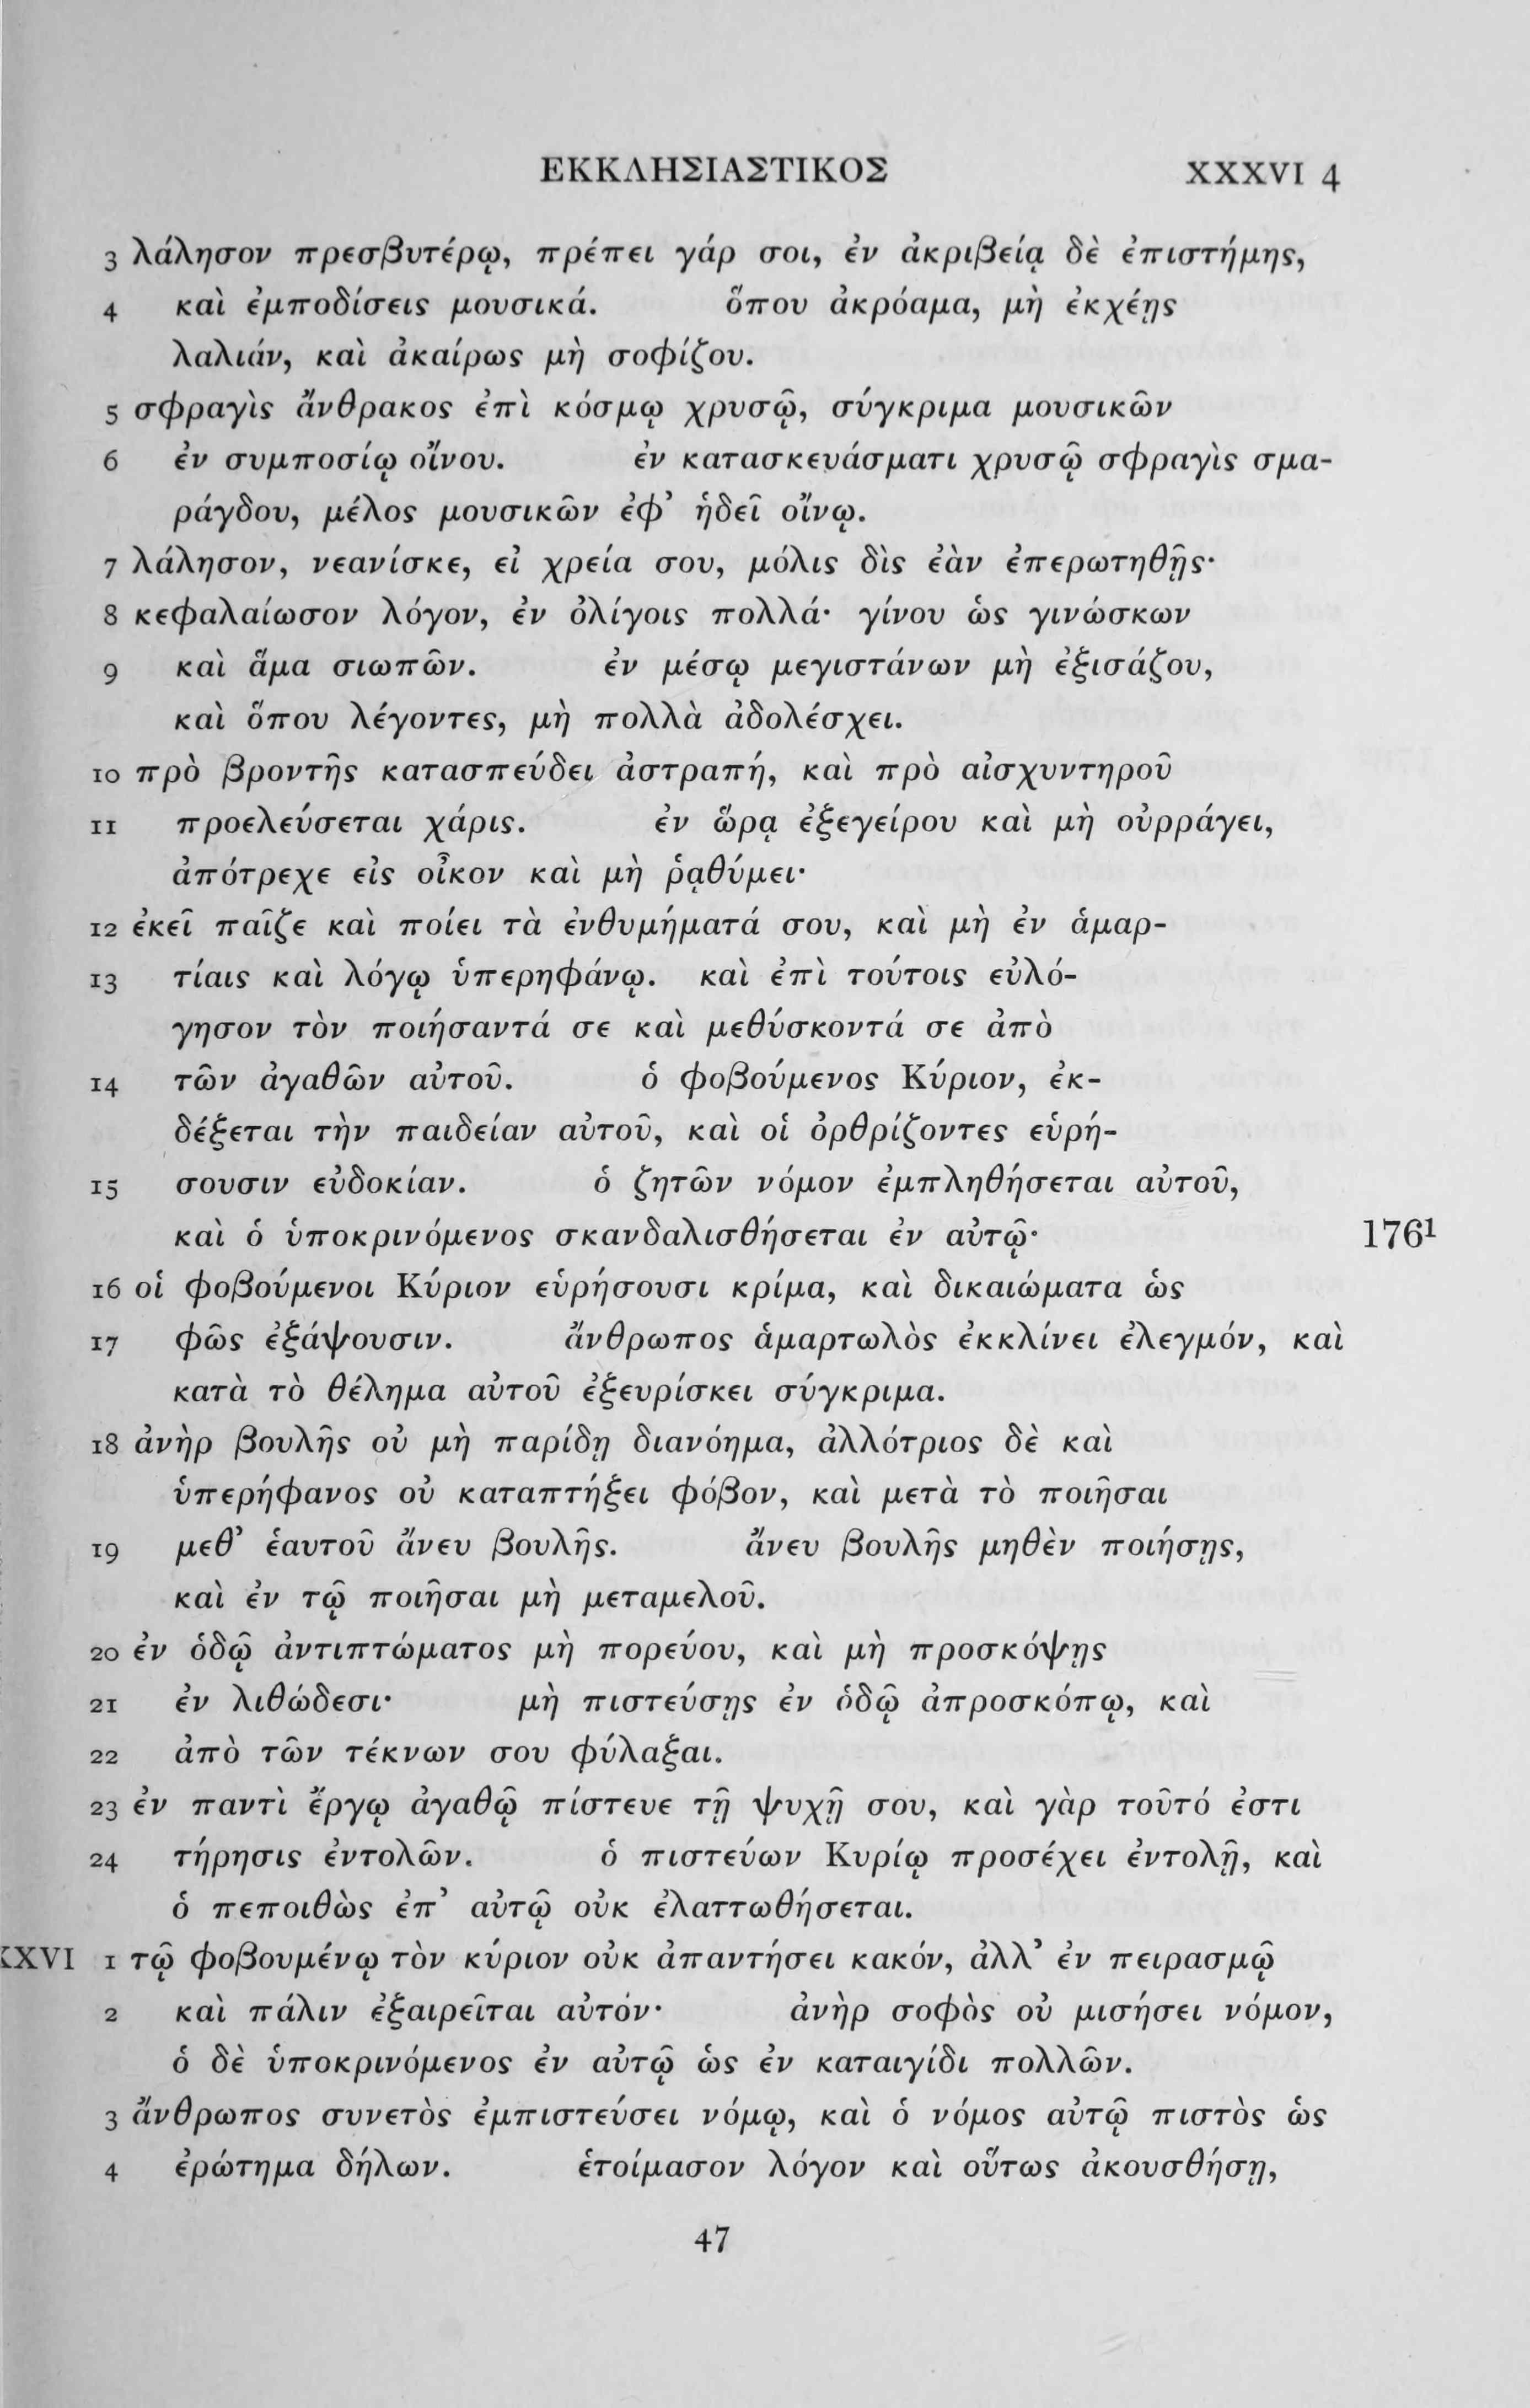 ΕΚΚΛΗΣΙΑΣΤΙΚΟΣ XXXVI 4
3 λάλησον πρεσβυτέρῳ, πρέπει γάρ σοι, ἐν ἀκριβείᾳ δὲ ἐπιστήμης,
4 καὶ ἐμποδίσεις μουσικά. ὅπου ἀκρόαμα, μὴ ἐκχέῃς
λαλιάν, καὶ ἀκαίρως μὴ σοφίζου.
5 σφραγὶς ἄνθρακος ἐπὶ κόσμῳ χρυσῷ, σύγκριμα μουσικῶν
6 ἐν συμποσίῳ οἴνου. ἐν κατασκευάσματι χρυσῷ σφραγὶς σμα-
ράγδου, μέλος μουσικῶν ἐφ’ ἡδεῖ οἴνῳ.
7 λάλησον, νεανίσκε, εἰ χρεία σου, μόλις δὶς ἐὰν ἐπερωτηθῇς·
8 κεφαλαίωσον λόγον, ἐν ὀλίγοις πολλά· γίνου ὡς γινώσκων
9 καὶ ἅμα σιωπῶν. ἐν μέσῳ μεγιστάνων μὴ ἐξισάζου,
καὶ ὅπου λέγοντες, μὴ πολλὰ ἀδολέσχει.
10 πρὸ βροντῆς κατασπεύδει ἀστραπή, καὶ πρὸ αἰσχυντηροῦ
11 προελεύσεται χάρις. ἐν ὥρᾳ ἐξεγείρου καὶ μὴ οὐρράγει,
ἀπότρεχε εἰς οἶκον καὶ μὴ ῥᾳθύμει·
12 ἐκεῖ παῖζε καὶ ποίει τὰ ἐνθυμήματά σου, καὶ μὴ ἐν ἁμαρ-
13 τίαις καὶ λόγῳ ὑπερηφάνῳ. καὶ ἐπὶ τούτοις εὐλό-
γησον τὸν ποιήσαντά σε καὶ μεθύσκοντά σε ἀπὸ
14 τῶν ἀγαθῶν αὐτοῦ. ὁ φοβούμενος Κύριον, ἐκ-
δέξεται τὴν παιδείαν αὐτοῦ, καὶ οἱ ὀρθρίζοντες εὑρή-
15 σουσιν εὐδοκίαν. ὁ ζητῶν νόμον ἐμπληθήσεται αὐτοῦ,
καὶ ὁ ὑποκρινόμενος σκανδαλισθήσεται ἐν αὐτῷ· 176¹
16 οἱ φοβούμενοι Κύριον εὑρήσουσι κρίμα, καὶ δικαιώματα ὡς
17 φῶς ἐξάψουσιν. ἄνθρωπος ἁμαρτωλὸς ἐκκλίνει ἐλεγμόν, καὶ
κατὰ τὸ θέλημα αὐτοῦ ἐξευρίσκει σύγκριμα.
18 ἀνὴρ βουλῆς οὐ μὴ παρίδῃ διανόημα, ἀλλότριος δὲ καὶ
ὑπερήφανος οὐ καταπτήξει φόβον, καὶ μετὰ τὸ ποιῆσαι
19 μεθ’ ἑαυτοῦ ἄνευ βουλῆς. ἄνευ βουλῆς μηθὲν ποιήσῃς,
καὶ ἐν τῷ ποιῆσαι μὴ μεταμελοῦ.
20 ἐν ὁδῷ ἀντιπτώματος μὴ πορεύου, καὶ μὴ προσκόψῃς
21 ἐν λιθώδεσι· μὴ πιστεύσῃς ἐν ὁδῷ ἀπροσκόπῳ, καὶ
22 ἀπὸ τῶν τέκνων σου φύλαξαι.
23 ἐν παντὶ ἔργῳ ἀγαθῷ πίστευε τῇ ψυχῇ σου, καὶ γὰρ τοῦτό ἐστι
24 τήρησις ἐντολῶν. ὁ πιστεύων Κυρίῳ προσέχει ἐντολῇ, καὶ
ὁ πεποιθὼς ἐπ’ αὐτῷ οὐκ ἐλαττωθήσεται.
XXVI 1 τῷ φοβουμένῳ τὸν κύριον οὐκ ἀπαντήσει κακόν, ἀλλ’ ἐν πειρασμῷ
2 καὶ πάλιν ἐξαιρεῖται αὐτόν· ἀνὴρ σοφὸς οὐ μισήσει νόμον,
ὁ δὲ ὑποκρινόμενος ἐν αὐτῷ ὡς ἐν καταιγίδι πολλῶν.
3 ἄνθρωπος συνετὸς ἐμπιστεύσει νόμῳ, καὶ ὁ νόμος αὐτῷ πιστὸς ὡς
4 ἐρώτημα δήλων. ἑτοίμασον λόγον καὶ οὕτως ἀκουσθήσῃ,
47